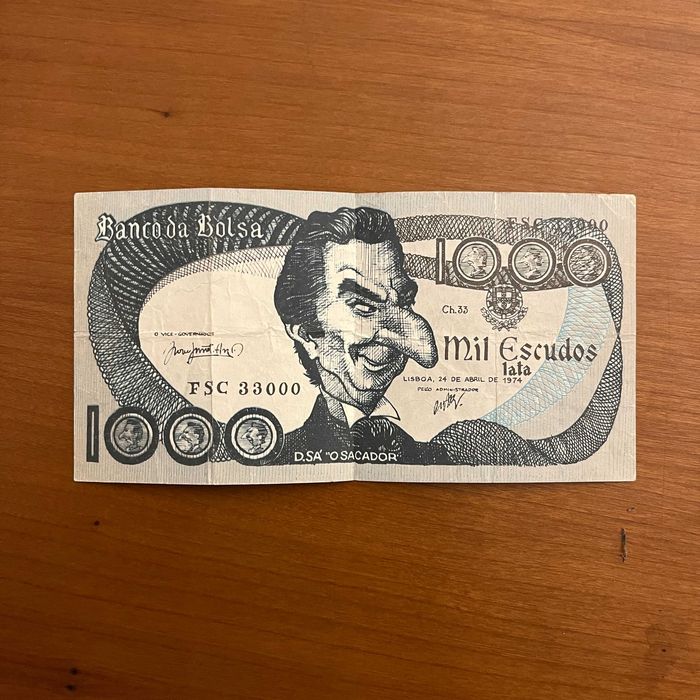 Banco da Bolsa
FSC 33000
1000
Ch. 33
O VICE-GOVERNADOR
Mil Escudos
lata
LISBOA, 24 DE ABRIL DE 1974
PELO ADMINISTRADOR
FSC 33000
1000
D. SÁ "O SACADOR"